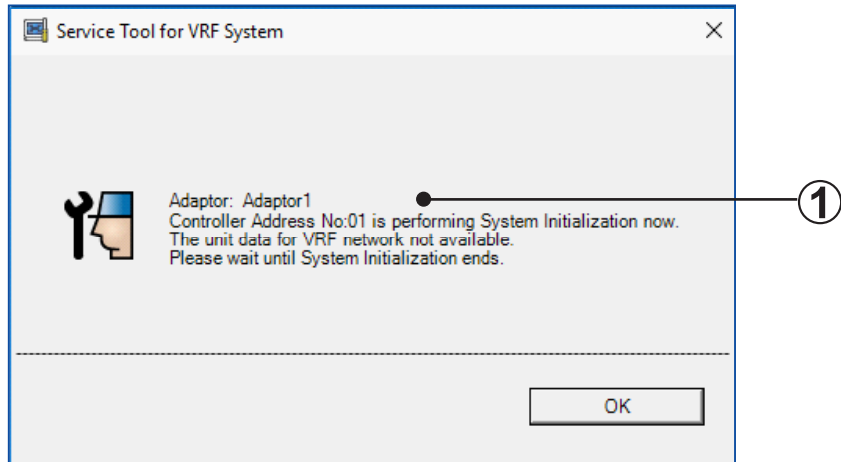 Service Tool for VRF System
Adaptor: Adaptor1
Controller Address No:01 is performing System Initialization now.
The unit data for VRF network not available.
Please wait until System Initialization ends.
1
OK